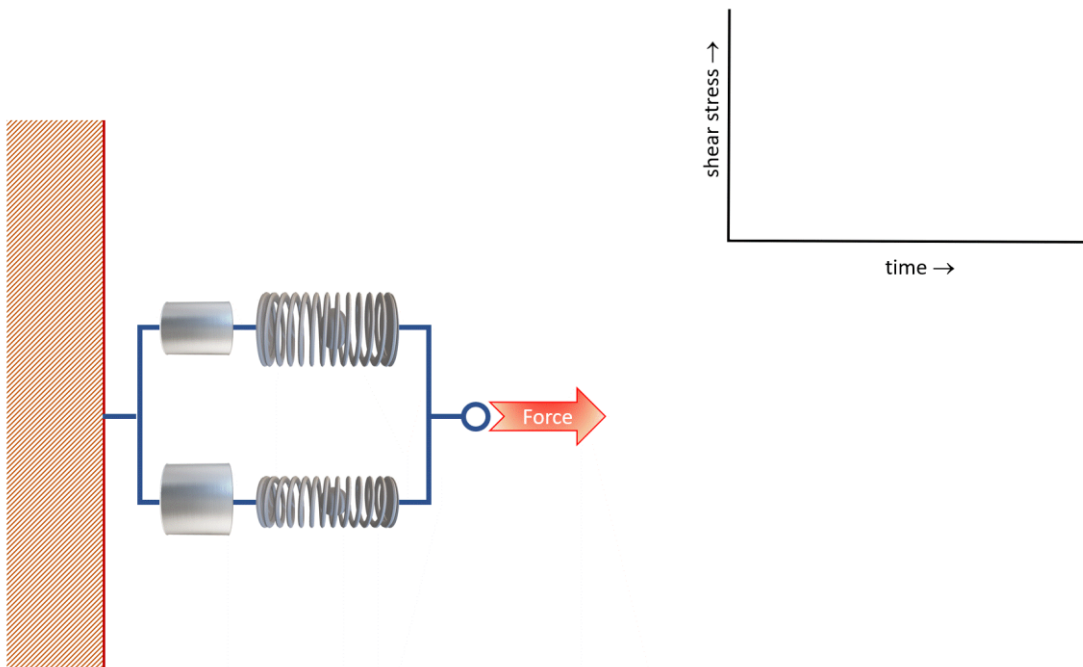 shear stress →
time →
Force